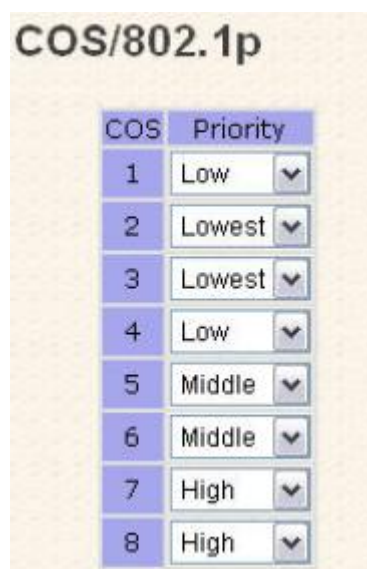 COS/802.1p
COS Priority
1 Low
2 Lowest
3 Lowest
4 Low
5 Middle
6 Middle
7 High
8 High